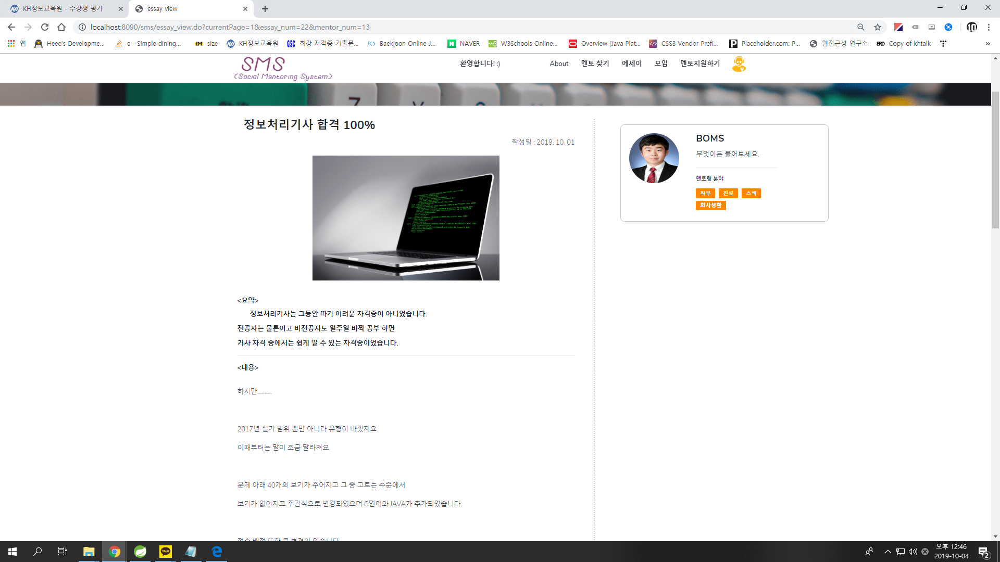 KH정보교육원 - 수강생 평가
essay view
localhost:8090/sms/essay_view.do?currentPage=1&essay_num=22&mentor_num=13
앱
Heee's Developme...
c - Simple dining...
size
KH정보교육원
GSC 최강 자격증 기출문...
Baekjoon Online J...
NAVER
W3Schools Online...
Overview (Java Plat...
CSS3 Vendor Prefi...
Placeholder.com: P...
웹접근성 연구소
ERD Copy of khtalk
SMS
(Social Mentoring System)
환영합니다! :)
About
멘토 찾기
에세이
모임
멘토지원하기
정보처리기사 합격 100%
작성일 : 2019. 10. 01
BOMS
무엇이든 물어보세요.
맨토링 분야
직무
진로
스펙
회사생활
<요약>
정보처리기사는 그동안 따기 어려운 자격증이 아니었습니다.
전공자는 물론이고 비전공자도 일주일 바짝 공부 하면
기사 자격 중에서는 쉽게 딸 수 있는 자격증이었습니다.
<내용>
하지만..........
2017년 실기 범위 뿐만 아니라 유형이 바꼈지요.
이때부터는 말이 조금 달라져요.
문제 아래 40개의 보기가 주어지고 그 중 고르는 수준에서
보기가 없어지고 주관식으로 변경되었으며 C언어와 JAVA가 추가되었습니다.
TALK
오후 12:46
2019-10-04
2